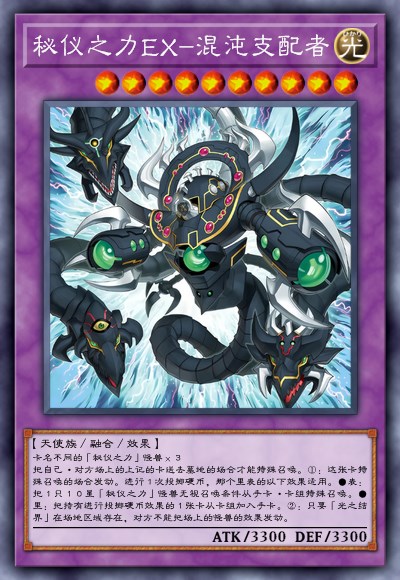 秘仪之力EX-混沌支配者
光
ひかり
【天使族/融合/效果】
卡名不同的「秘仪之力」怪兽×3
把自己·对方场上的上记的卡送去墓地的场合才能特殊召唤。①：这张卡特
殊召唤的场合发动。进行1次投掷硬币，那个里表的以下效果适用。●表：
把1只10星「秘仪之力」怪兽无视召唤条件从手卡·卡组特殊召唤。●
里：把持有进行投掷硬币效果的1张卡从卡组加入手卡。②：只要「光之结
界」在场地区域存在，对方不能把场上的怪兽的效果发动。
ATK/3300 DEF/3300